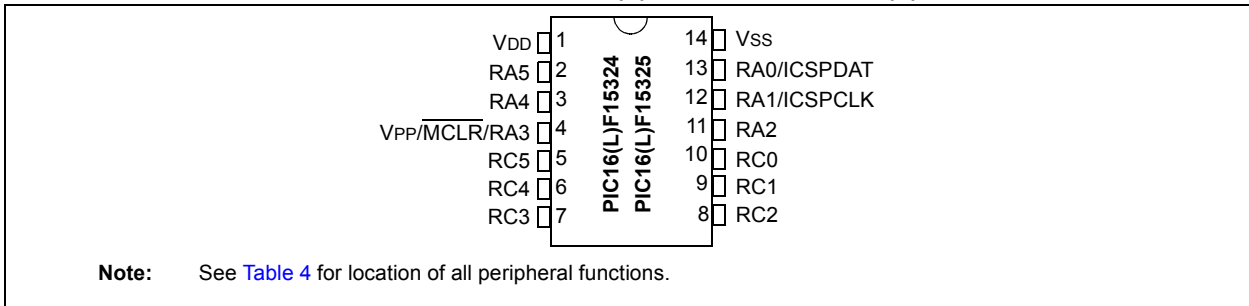 VDD 1 14 VSS
RA5 2 13 RA0/ICSPDAT
RA4 3 12 RA1/ICSPCLK
VPP/MCLR/RA3 4 11 RA2
RC5 5 10 RC0
RC4 6 9 RC1
RC3 7 8 RC2
PIC16(L)F15324
PIC16(L)F15325
Note: See Table 4 for location of all peripheral functions.